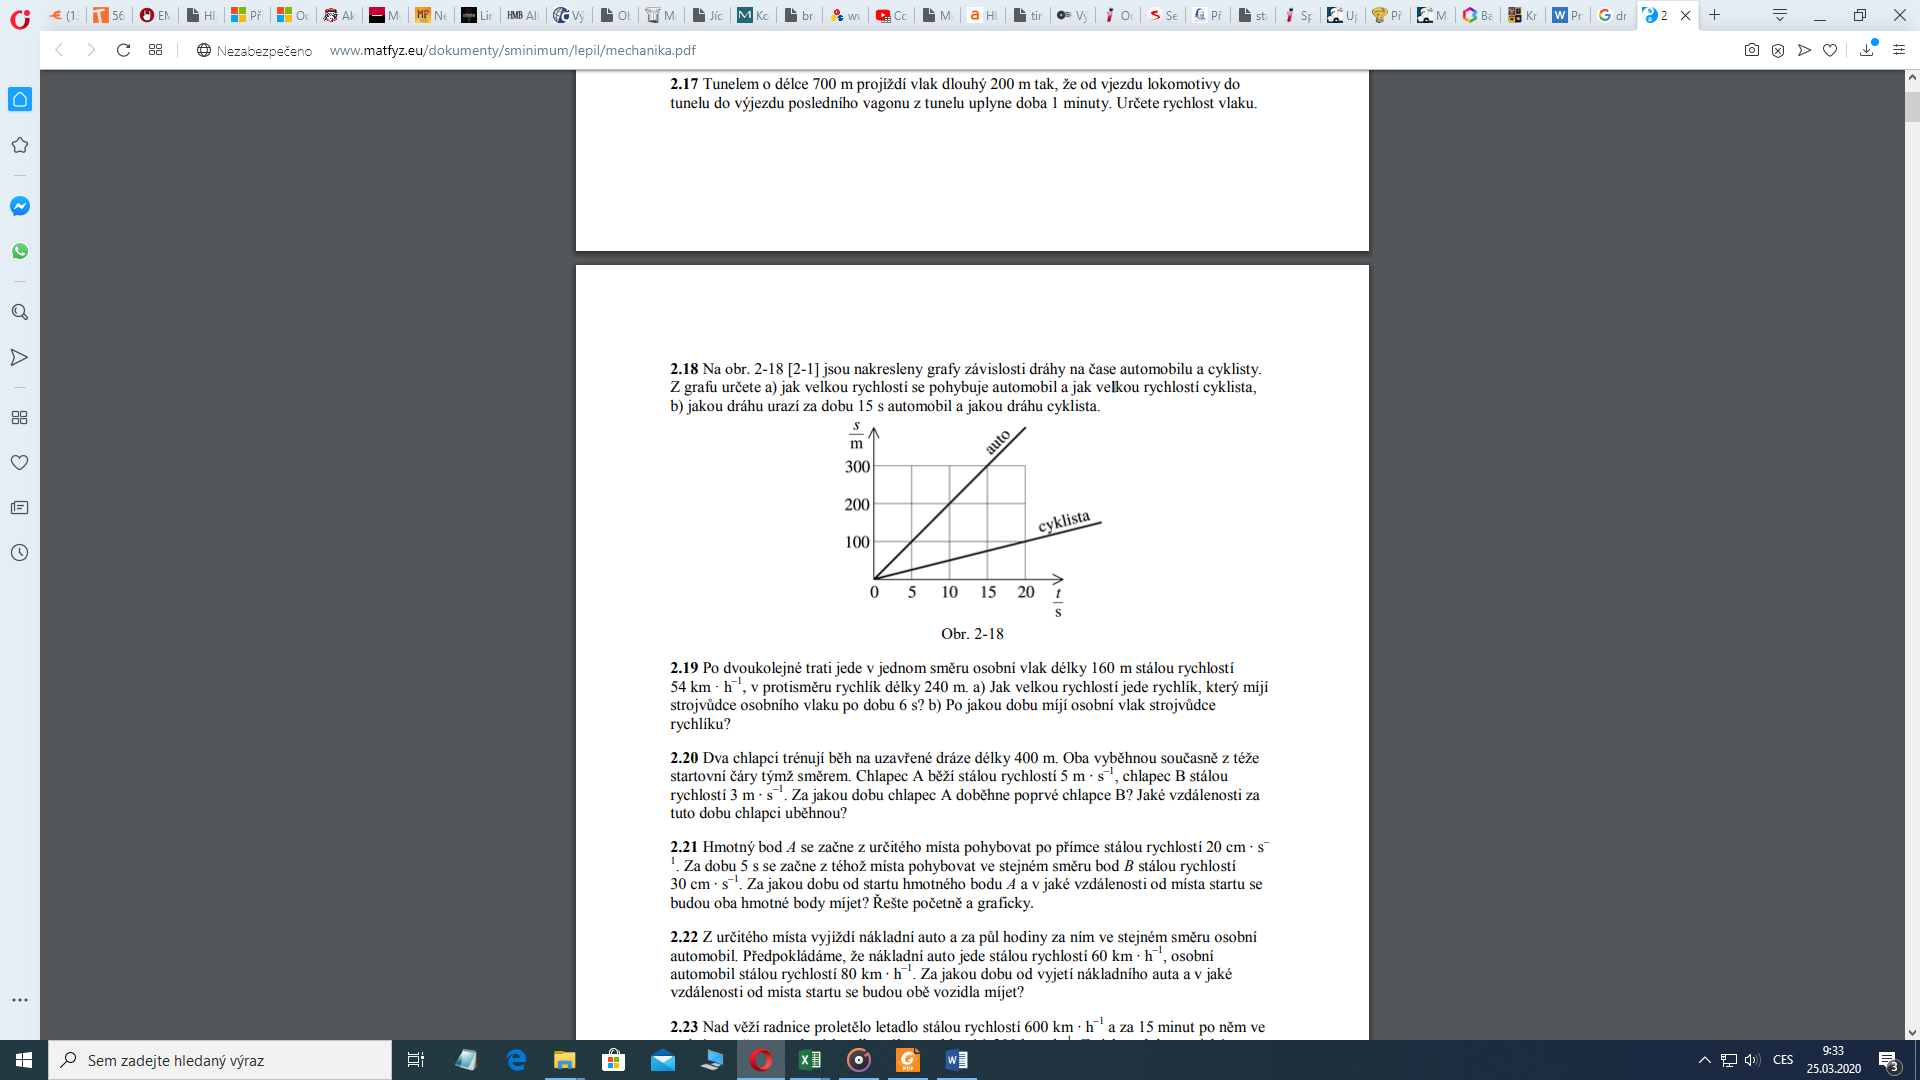 Nezabezpečeno www.matfyz.eu/dokumenty/sminimum/lepil/mechanika.pdf
2.17 Tunelem o délce 700 m projíždí vlak dlouhý 200 m tak, že od vjezdu lokomotivy do
tunelu do výjezdu posledního vagonu z tunelu uplyne doba 1 minuty. Určete rychlost vlaku.
2.18 Na obr. 2-18 [2-1] jsou nakresleny grafy závislosti dráhy na čase automobilu a cyklisty.
Z grafu určete a) jak velkou rychlostí se pohybuje automobil a jak velkou rychlostí cyklista,
b) jakou dráhu urazí za dobu 15 s automobil a jakou dráhu cyklista.
s
m
auto
300
200
cyklista
100
0 5 10 15 20 t
s
Obr. 2-18
2.19 Po dvoukolejné trati jede v jednom směru osobní vlak délky 160 m stálou rychlostí
54 km · h⁻¹, v protisměru rychlík délky 240 m. a) Jak velkou rychlostí jede rychlík, který míjí
strojvůdce osobního vlaku po dobu 6 s? b) Po jakou dobu míjí osobní vlak strojvůdce
rychlíku?
2.20 Dva chlapci trénují běh na uzavřené dráze délky 400 m. Oba vyběhnou současně z téže
startovní čáry týmž směrem. Chlapec A běží stálou rychlostí 5 m · s⁻¹, chlapec B stálou
rychlostí 3 m · s⁻¹. Za jakou dobu chlapec A doběhne poprvé chlapce B? Jaké vzdálenosti za
tuto dobu chlapci uběhnou?
2.21 Hmotný bod A se začne z určitého místa pohybovat po přímce stálou rychlostí 20 cm · s⁻
¹. Za dobu 5 s se začne z téhož místa pohybovat ve stejném směru bod B stálou rychlostí
30 cm · s⁻¹. Za jakou dobu od startu hmotného bodu A a v jaké vzdálenosti od místa startu se
budou oba hmotné body míjet? Řešte početně a graficky.
2.22 Z určitého místa vyjíždí nákladní auto a za půl hodiny za ním ve stejném směru osobní
automobil. Předpokládáme, že nákladní auto jede stálou rychlostí 60 km · h⁻¹, osobní
automobil stálou rychlostí 80 km · h⁻¹. Za jakou dobu od vyjetí nákladního auta a v jaké
vzdálenosti od místa startu se budou obě vozidla míjet?
2.23 Nad věží radnice proletělo letadlo stálou rychlostí 600 km · h⁻¹ a za 15 minut po něm ve
Sem zadejte hledaný výraz
CES
9:33
25.03.2020
3